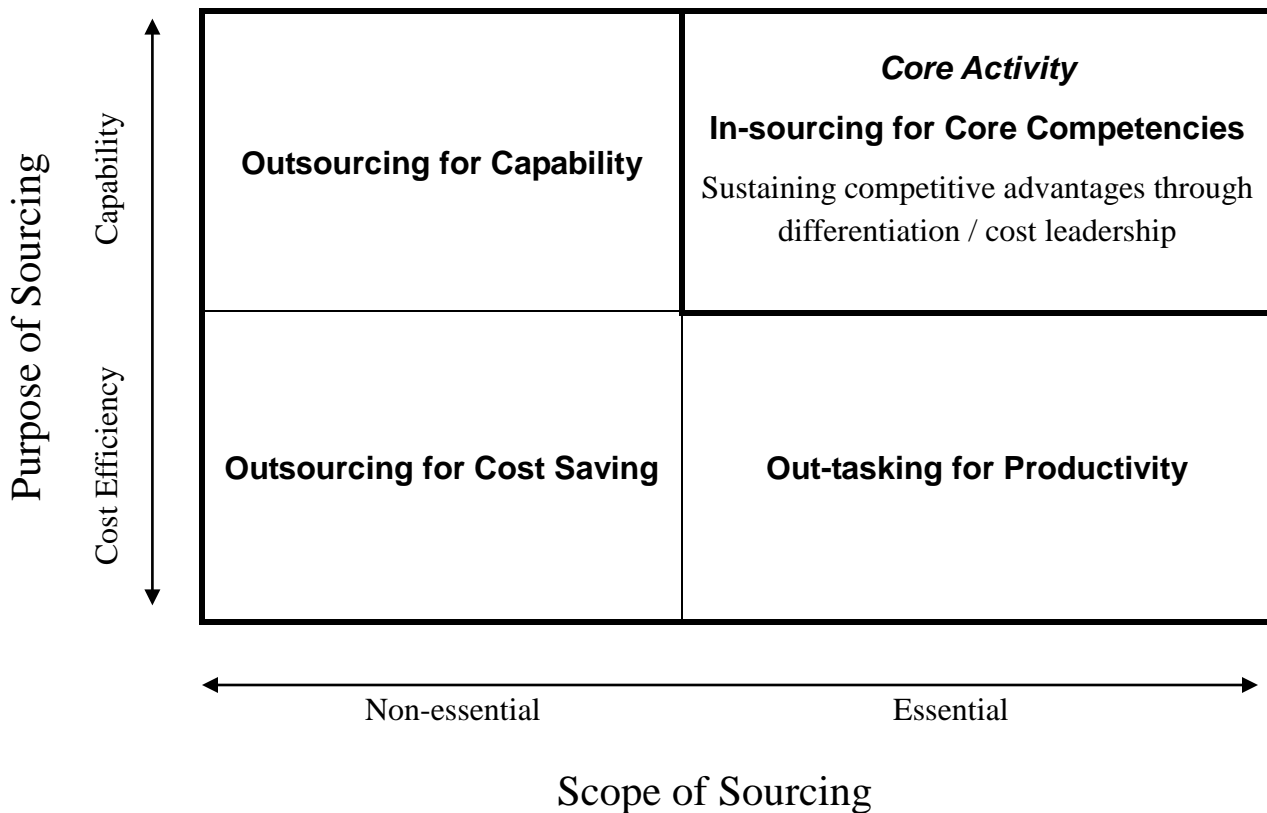 Purpose of Sourcing
Capability
Cost Efficiency
Outsourcing for Capability
Core Activity
In-sourcing for Core Competencies
Sustaining competitive advantages through
differentiation / cost leadership
Outsourcing for Cost Saving
Out-tasking for Productivity
Non-essential
Essential
Scope of Sourcing